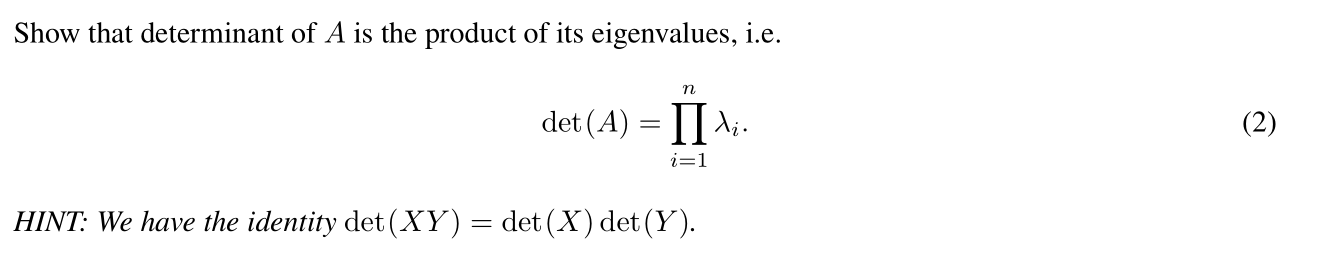 Show that determinant of A is the product of its eigenvalues, i.e.
det(A) = ∏_{i=1}^{n} λ_i. (2)
HINT: We have the identity det(XY) = det(X) det(Y).